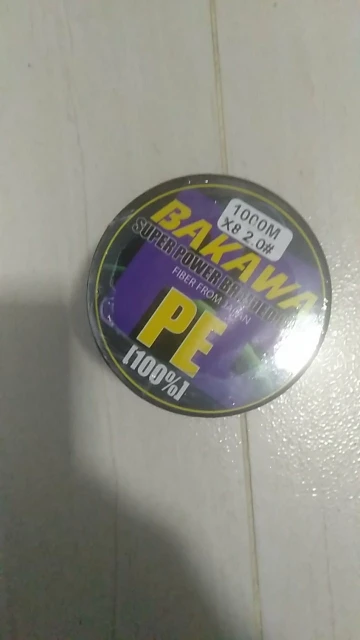 1000M
X8 2.0#
BAKAWA
SUPER POWER BRAIDED
FIBER FROM
PE
[100%]